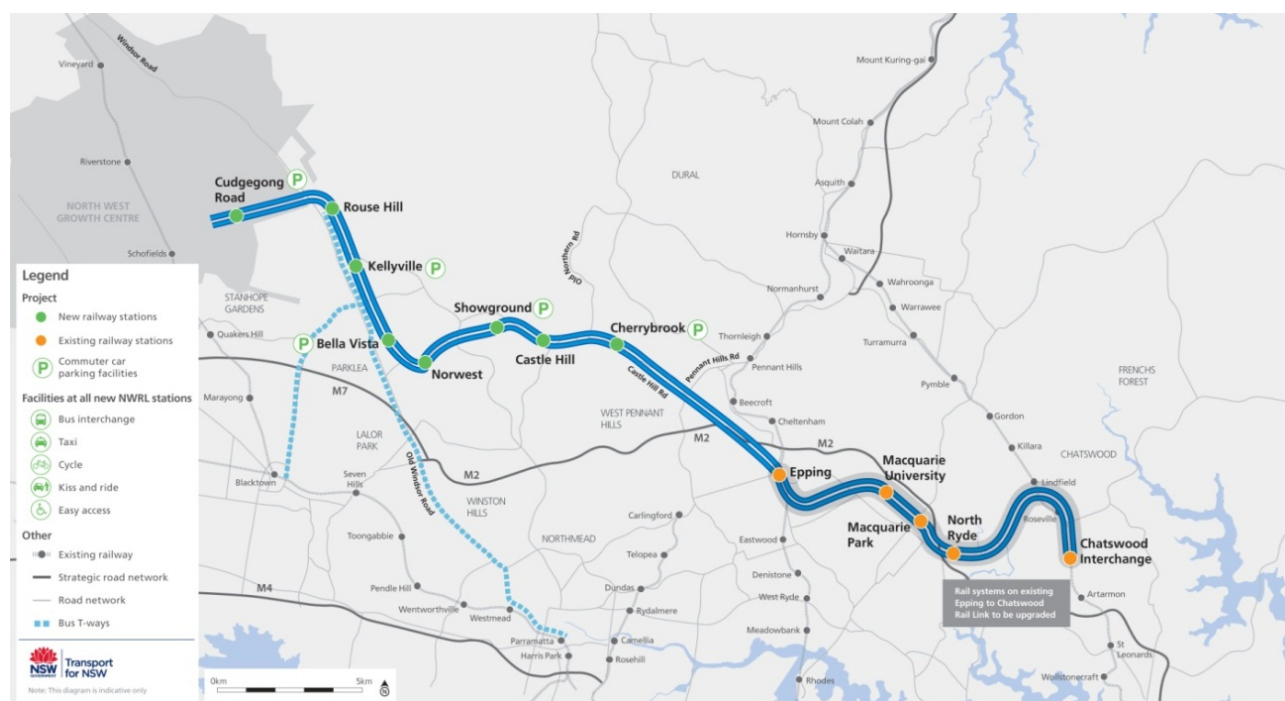 Windsor Road
Vineyard
Riverstone
NORTH WEST
GROWTH CENTRE
Schofields
Cudgegong
Road
P
Rouse Hill
Kellyville
P
STANHOPE
GARDENS
Quakers Hill
P
Bella Vista
PARKLEA
Norwest
Showground
P
Castle Hill
Cherrybrook
P
Old Northern Rd
DURAL
Mount Kuring-gai
Mount Colah
Asquith
Hornsby
Waitara
Normanhurst
Wahroonga
Warrawee
Thornleigh
Turramurra
Pennant Hills Rd
Pennant Hills
Castle Hill Rd
Pymble
Beecroft
Cheltenham
Gordon
FRENCHS
FOREST
Killara
CHATSWOOD
Lindfield
Roseville
WEST PENNANT
HILLS
M2
M2
M2
M7
Marayong
LALOR
PARK
Blacktown
Seven
Hills
Old Windsor Road
WINSTON
HILLS
Epping
Macquarie
University
Macquarie
Park
North
Ryde
Chatswood
Interchange
Rail systems on existing
Epping to Chatswood
Rail Link to be upgraded
Artarmon
St
Leonards
Wollstonecraft
NORTHMEAD
Carlingford
Telopea
Dundas
Rydalmere
Camellia
Rosehill
Eastwood
Denistone
West Ryde
Meadowbank
Rhodes
Toongabbie
Pendle Hill
Wentworthville
Westmead
Parramatta
Harris Park
M4
Legend
Project
New railway stations
Existing railway stations
P
Commuter car
parking facilities
Facilities at all new NWRL stations
Bus interchange
Taxi
Cycle
Kiss and ride
Easy access
Other
Existing railway
Strategic road network
Road network
Bus T-ways
NSW
GOVERNMENT
Transport
for NSW
Note: This diagram is indicative only
0km
5km
N